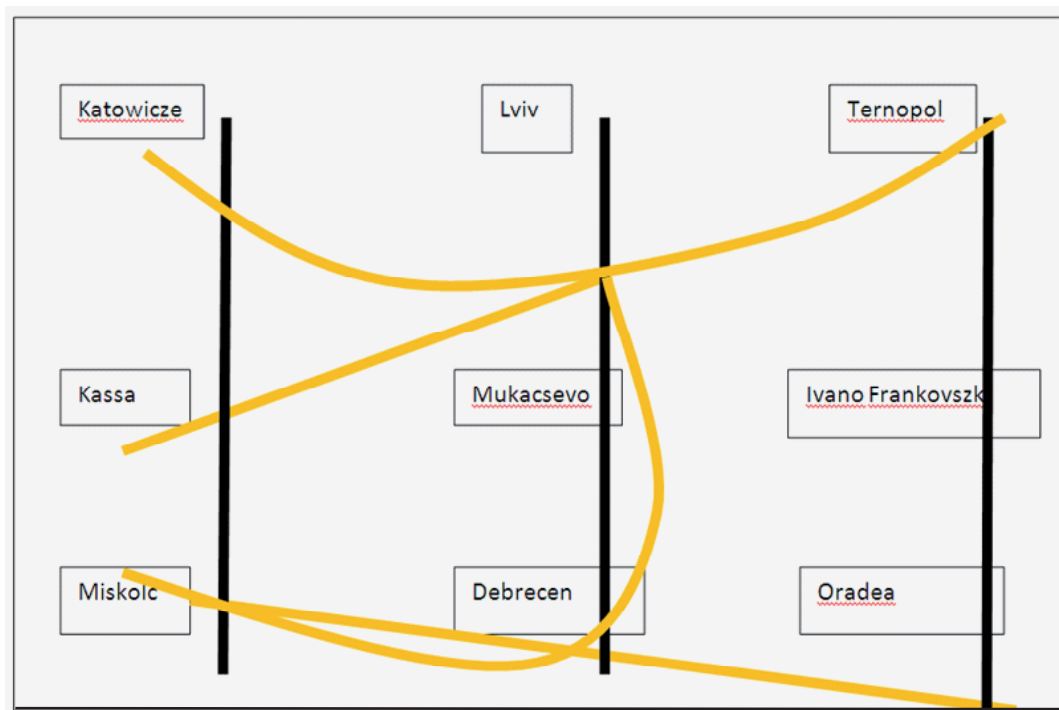 Katowicze
Lviv
Ternopol
Kassa
Mukacsevo
Ivano Frankovszk
Miskolc
Debrecen
Oradea